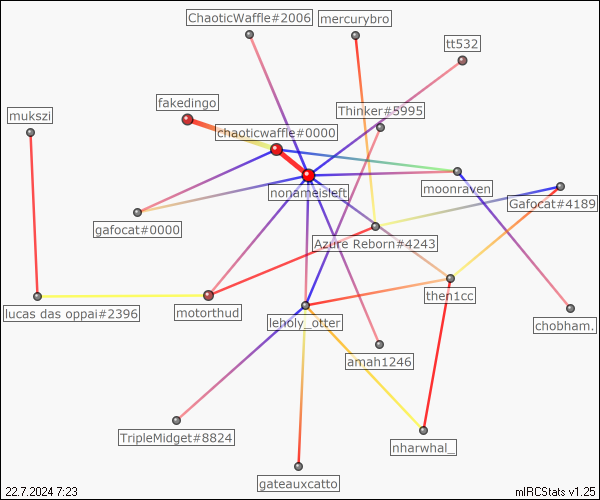 ChaoticWaffle#2006
mercurybro
tt532
fakedingo
Thinker#5995
mukszi
chaoticwaffle#0000
nonameisleft
moonraven
Gafocat#4189
gafocat#0000
Azure Reborn#4243
then1cc
lucas das oppai#2396
motorthud
leholy_otter
chobham.
amah1246
TripleMidget#8824
nharwhal_
gateauxcatto
22.7.2024 7:23
mIRCStats v1.25